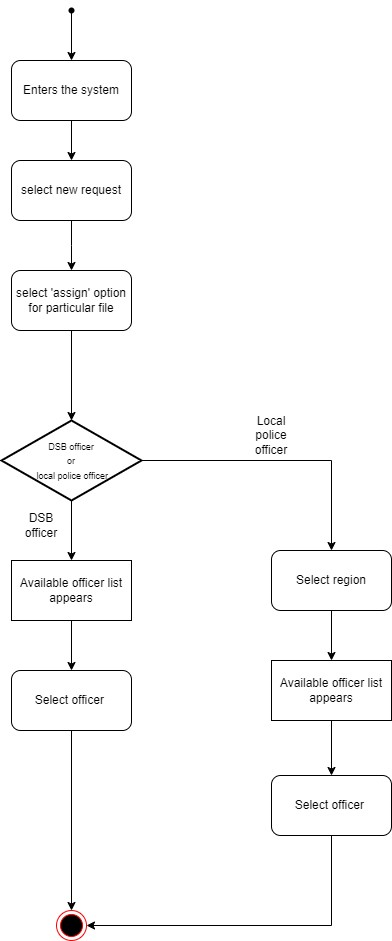 Enters the system
select new request
select 'assign' option
for particular file
DSB officer
or
local police officer
Local
police
officer
DSB
officer
Available officer list
appears
Select region
Select officer
Available officer list
appears
Select officer